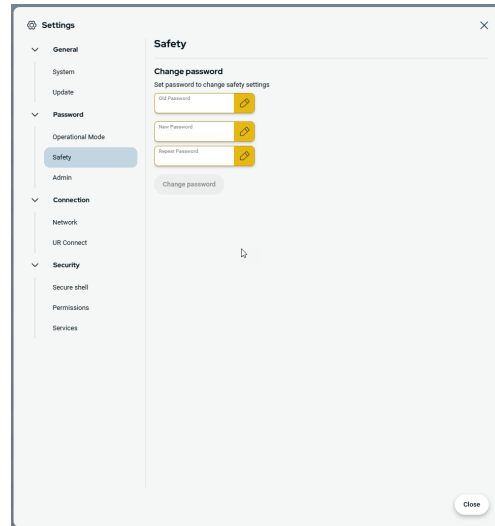 Settings
General
System
Update
Password
Operational Mode
Safety
Admin
Connection
Network
UR Connect
Security
Secure shell
Permissions
Services
Safety
Change password
Set password to change safety settings
Old Password
New Password
Repeat Password
Change password
Close